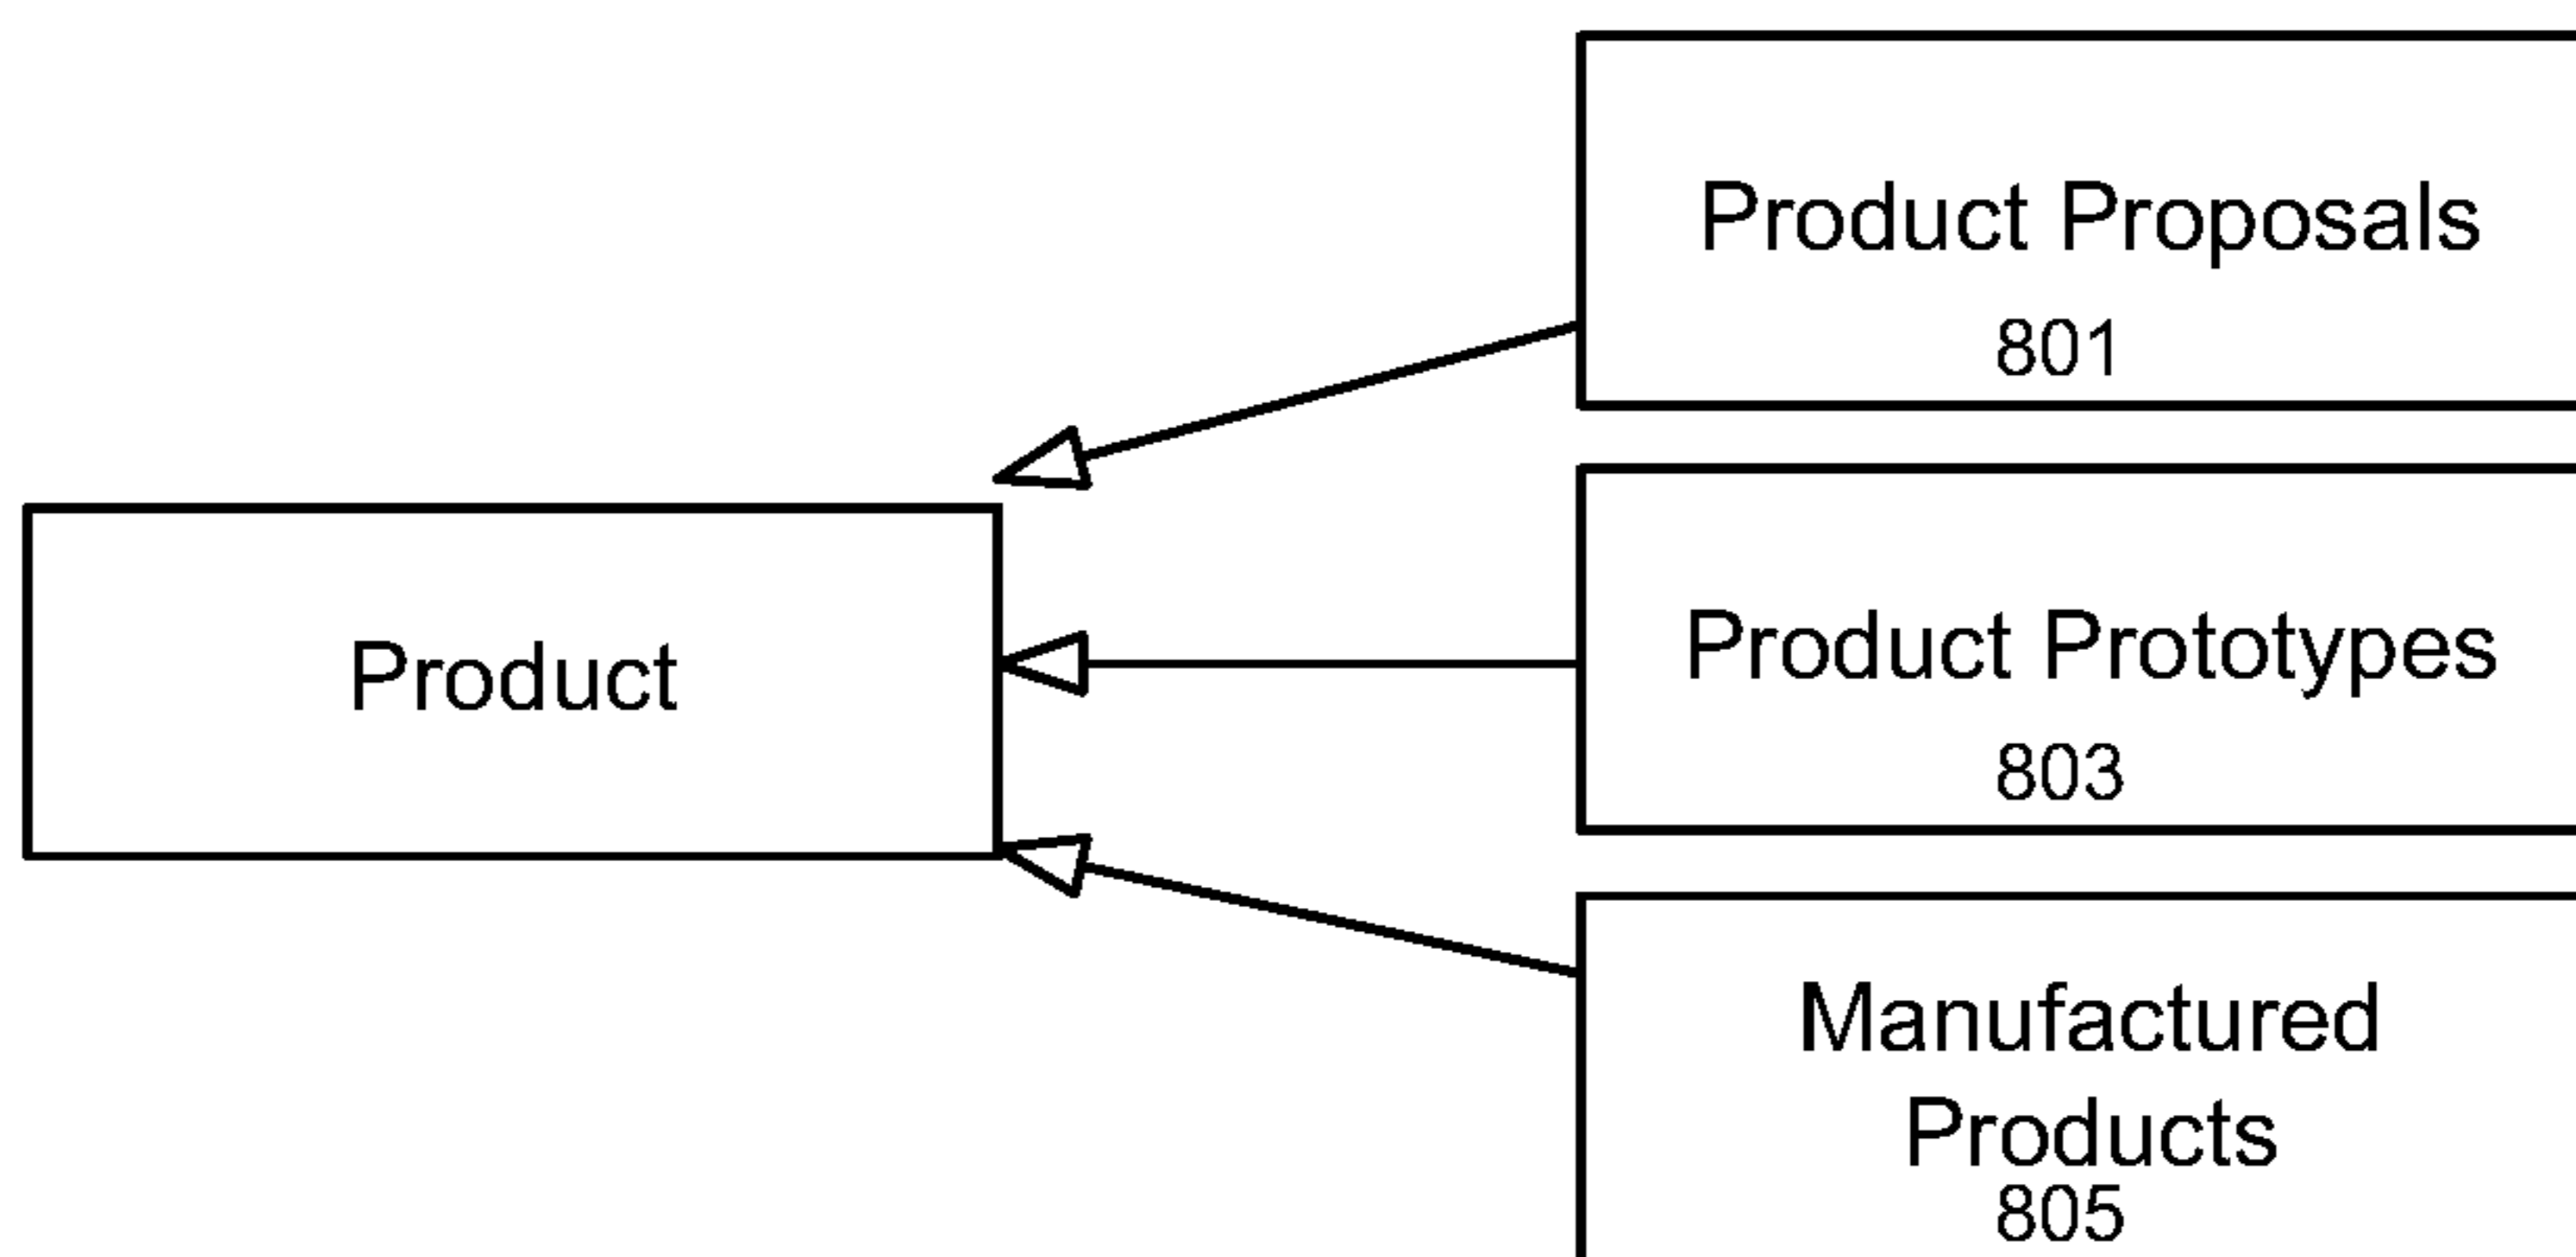 Product Proposals
801
Product
Product Prototypes
803
Manufactured
Products
805